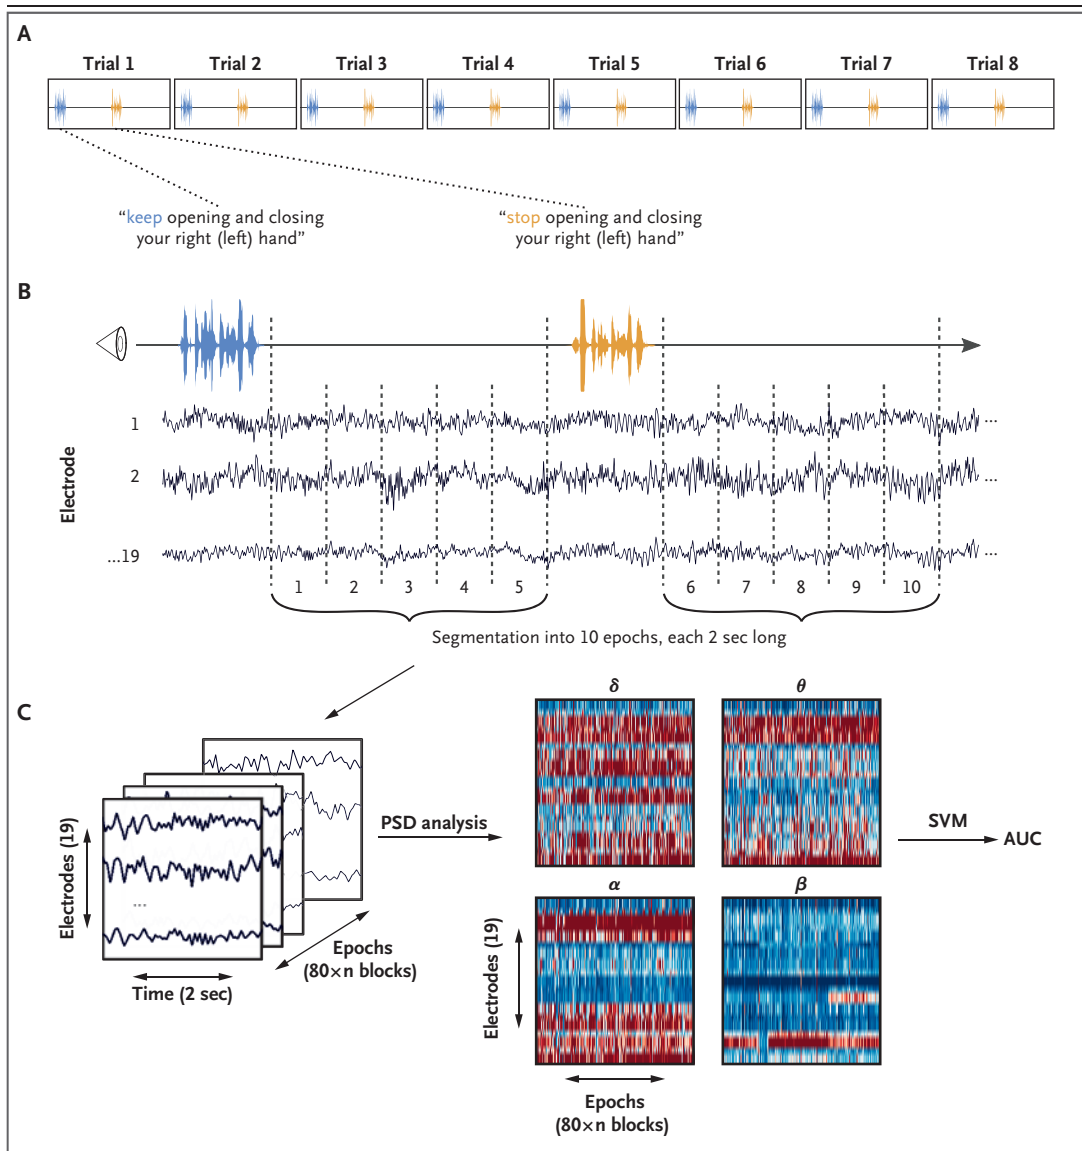 A
Trial 1 Trial 2 Trial 3 Trial 4 Trial 5 Trial 6 Trial 7 Trial 8
“keep opening and closing
your right (left) hand”
“stop opening and closing
your right (left) hand”
B
Electrode
1
2
...19
...
...
...
1 2 3 4 5 6 7 8 9 10
Segmentation into 10 epochs, each 2 sec long
C
Electrodes (19)
...
Time (2 sec)
Epochs
(80×n blocks)
PSD analysis
δ θ
α β
Electrodes (19)
Epochs
(80×n blocks)
SVM
AUC